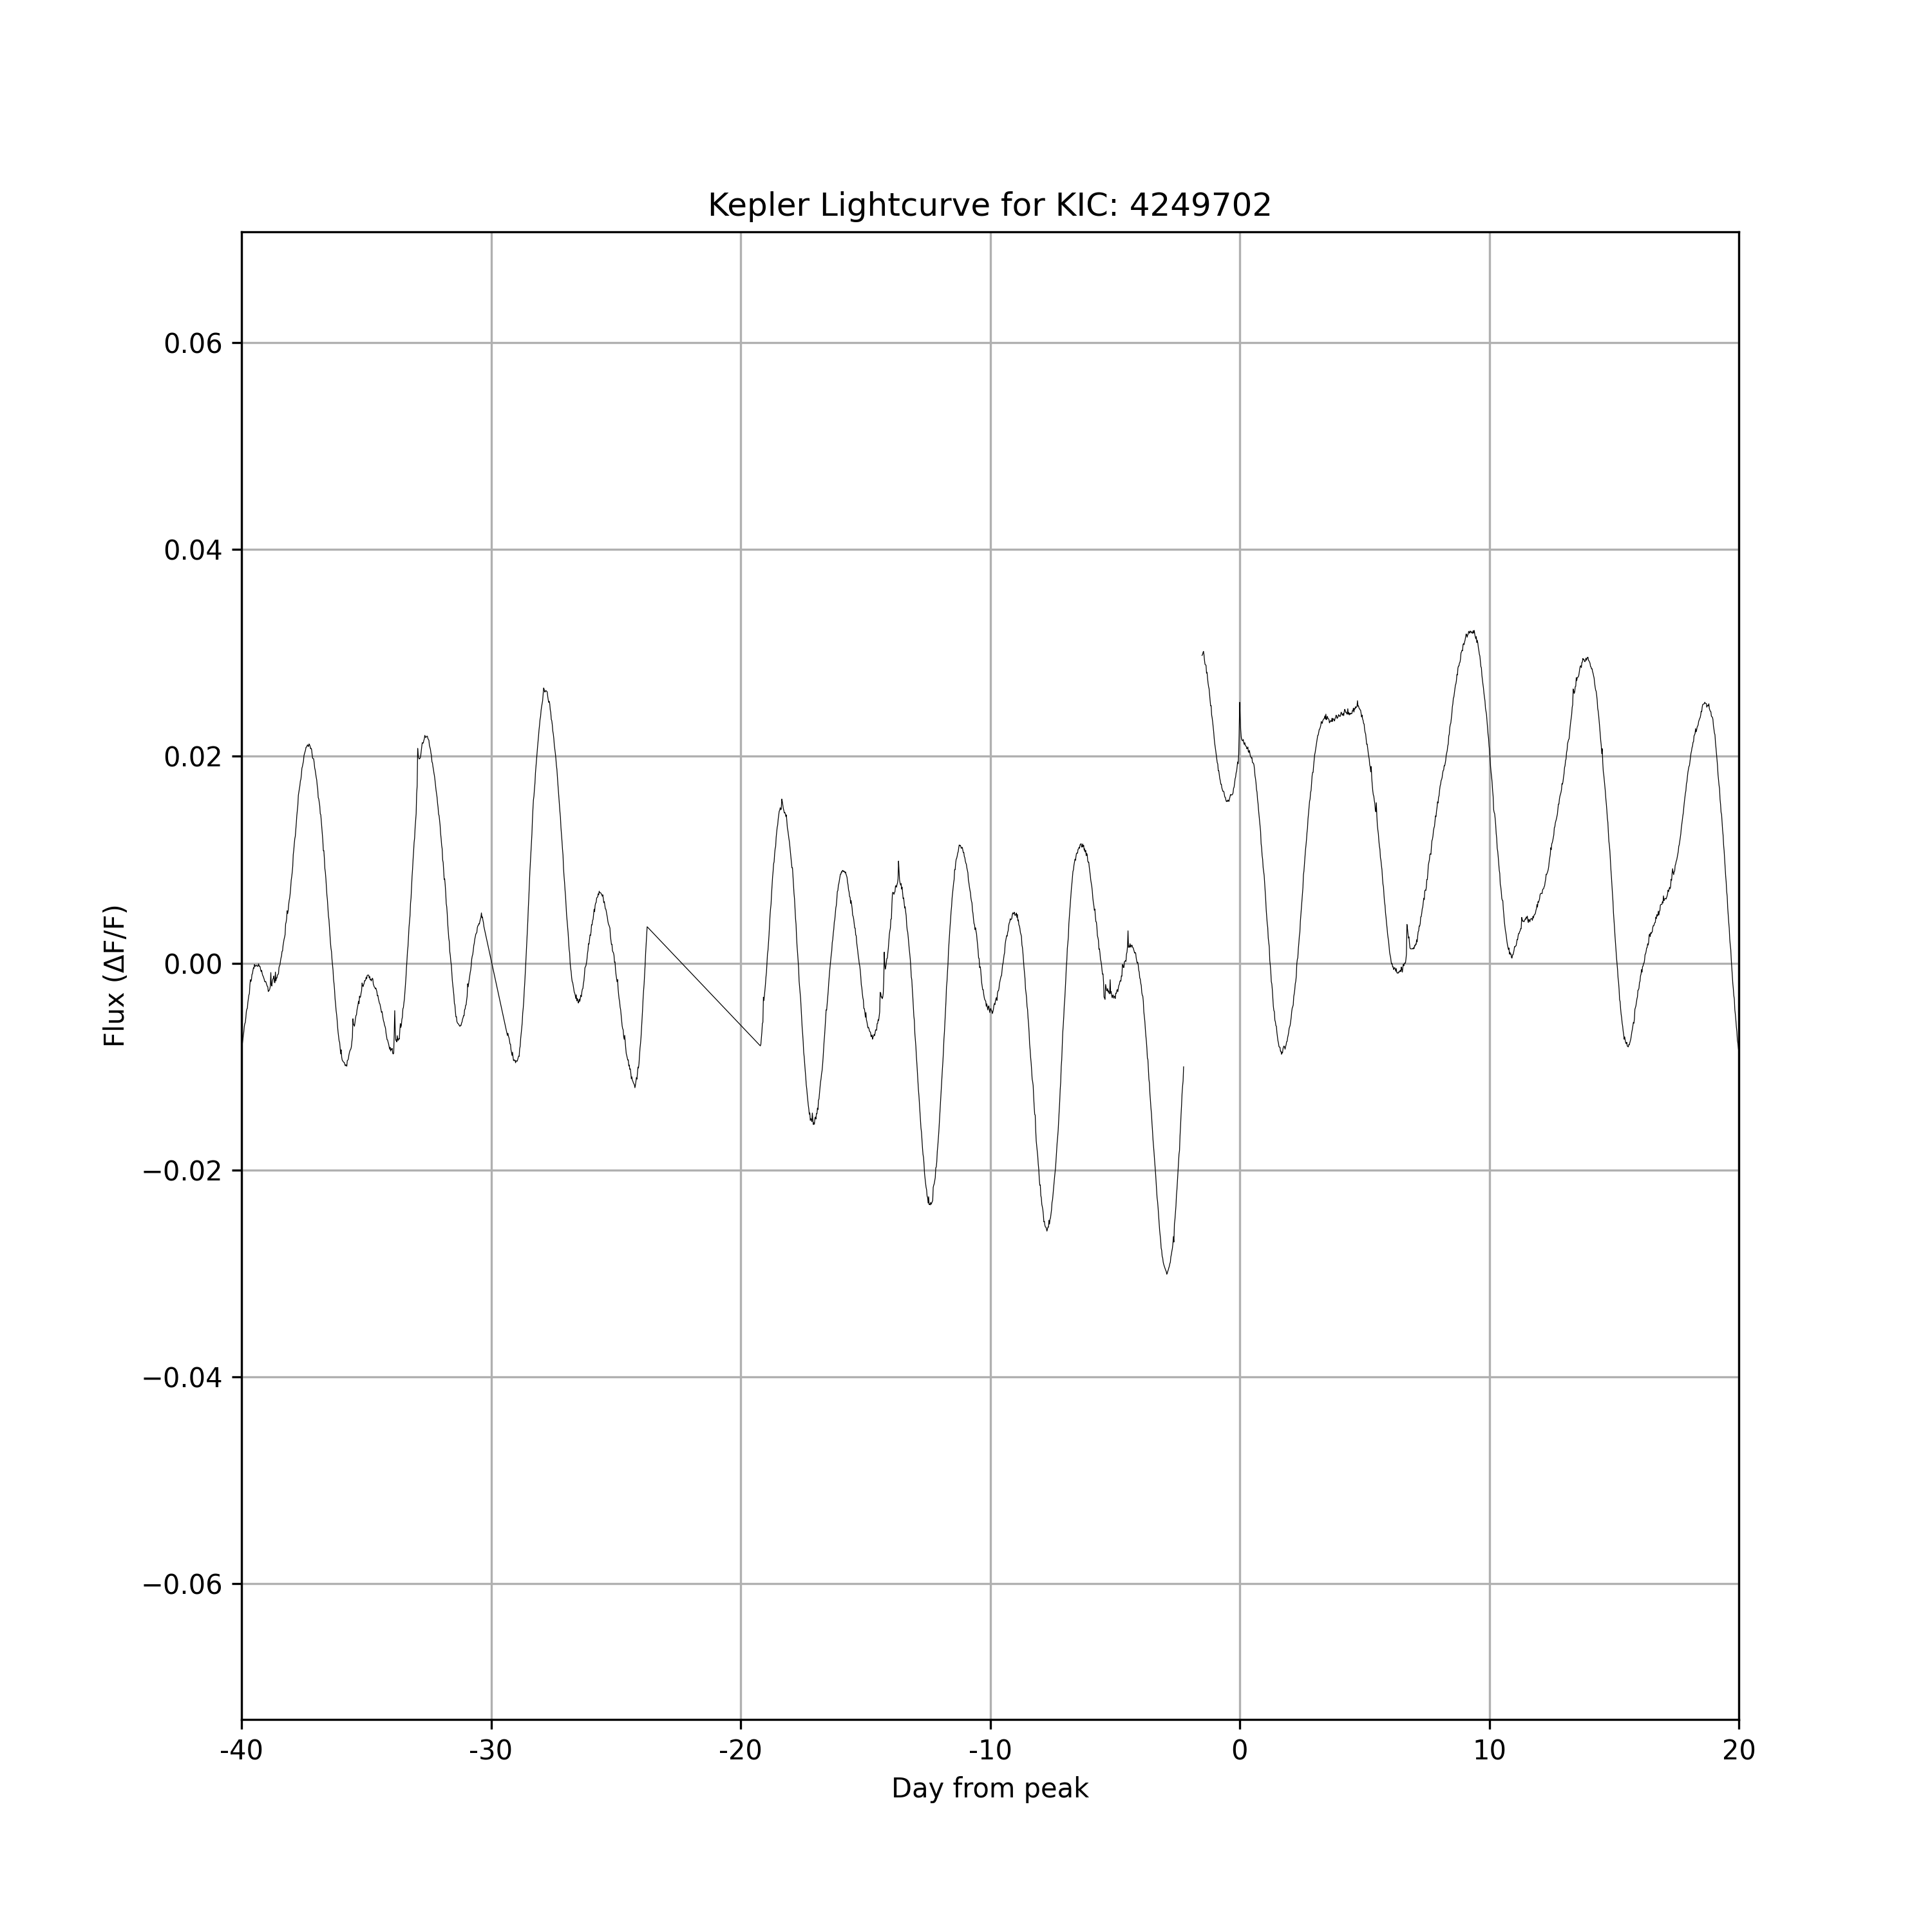 Kepler Lightcurve for KIC: 4249702
Flux (ΔF/F)
0.06
0.04
0.02
0.00
−0.02
−0.04
−0.06
-40 -30 -20 -10 0 10 20
Day from peak